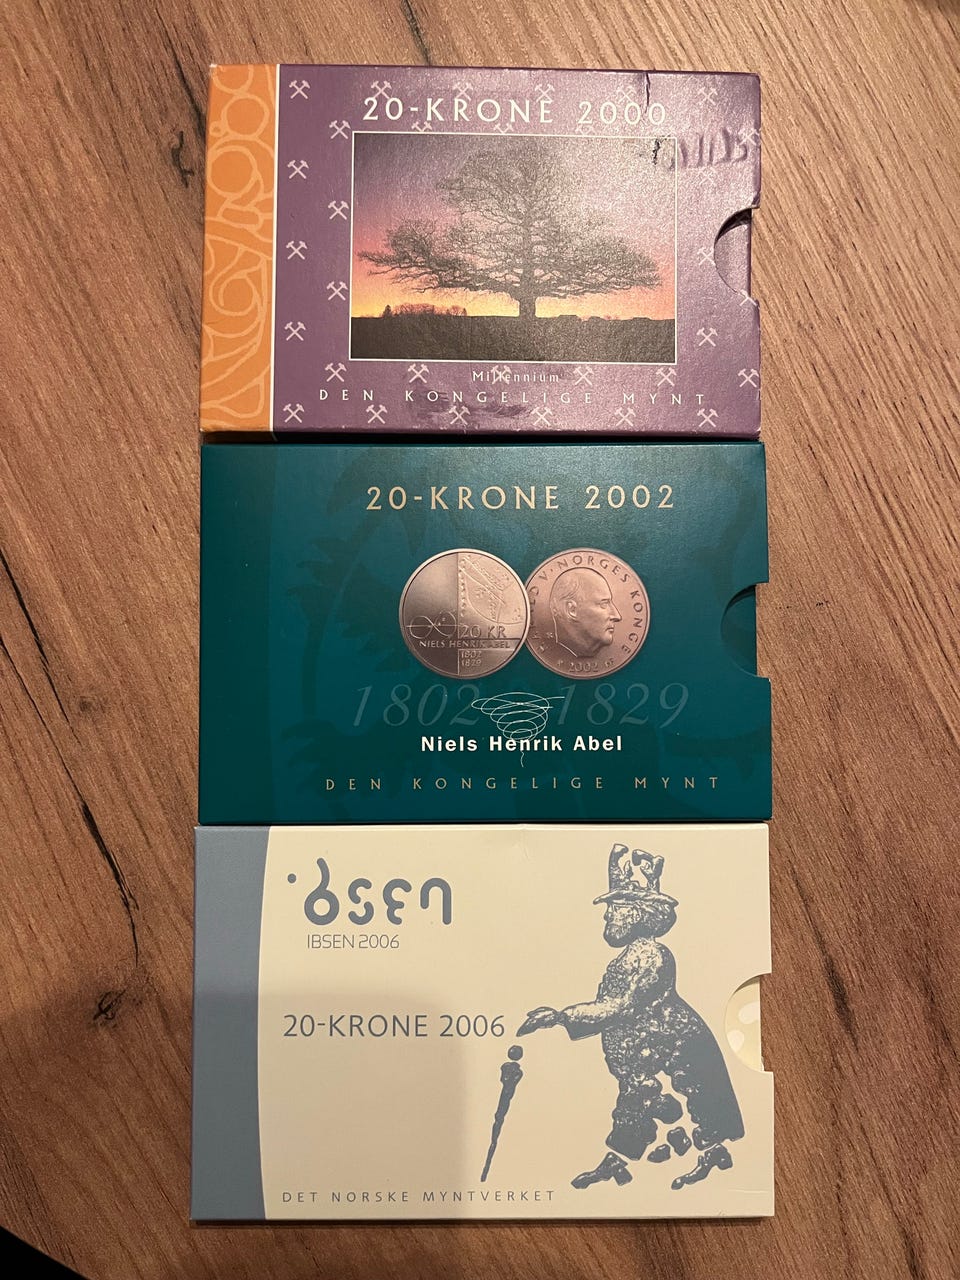 20-KRONE 2000
Millennium
DEN KONGELIGE MYNT
20-KRONE 2002
20 KR
NIELS HENRIK ABEL
1802
1829
V · NORGES KONGE
2002
1802 1829
Niels Henrik Abel
DEN KONGELIGE MYNT
Ibsen
IBSEN 2006
20-KRONE 2006
DET NORSKE MYNTVERKET